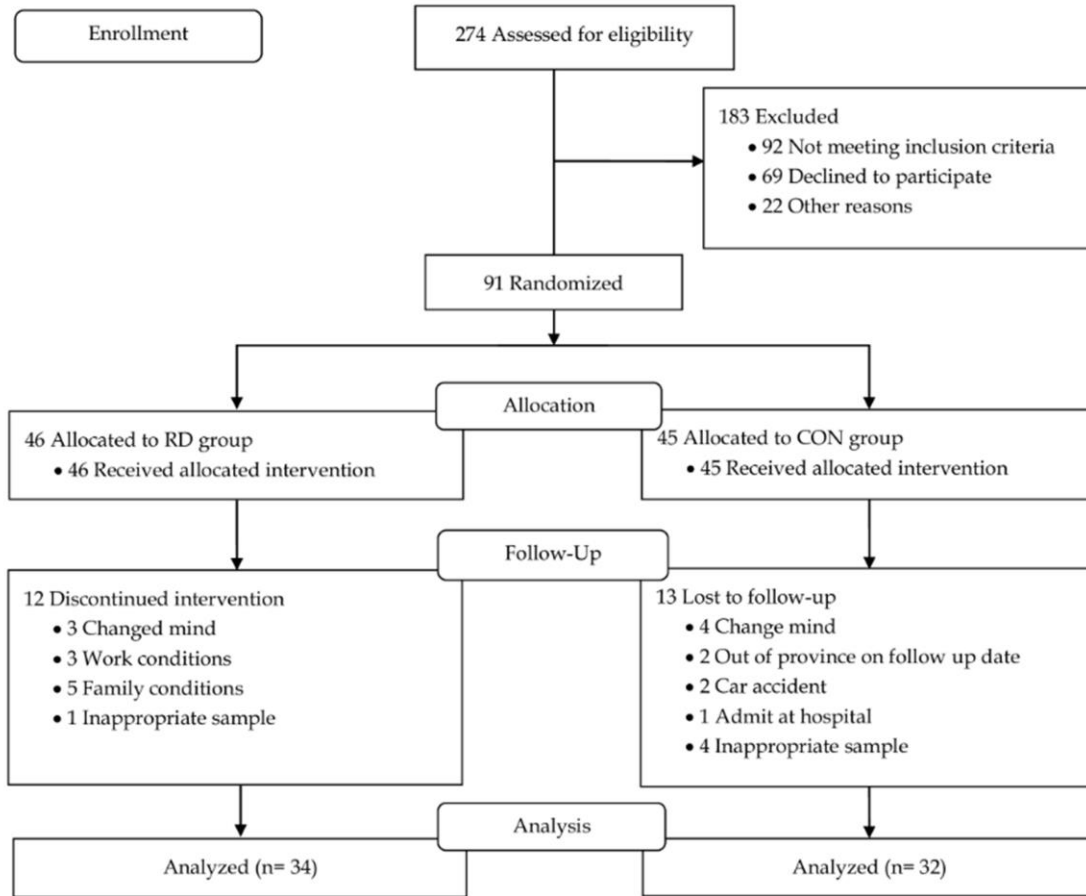 Enrollment
274 Assessed for eligibility
183 Excluded
• 92 Not meeting inclusion criteria
• 69 Declined to participate
• 22 Other reasons
91 Randomized
Allocation
46 Allocated to RD group
• 46 Received allocated intervention
45 Allocated to CON group
• 45 Received allocated intervention
Follow-Up
12 Discontinued intervention
• 3 Changed mind
• 3 Work conditions
• 5 Family conditions
• 1 Inappropriate sample
13 Lost to follow-up
• 4 Change mind
• 2 Out of province on follow up date
• 2 Car accident
• 1 Admit at hospital
• 4 Inappropriate sample
Analysis
Analyzed (n= 34)
Analyzed (n= 32)